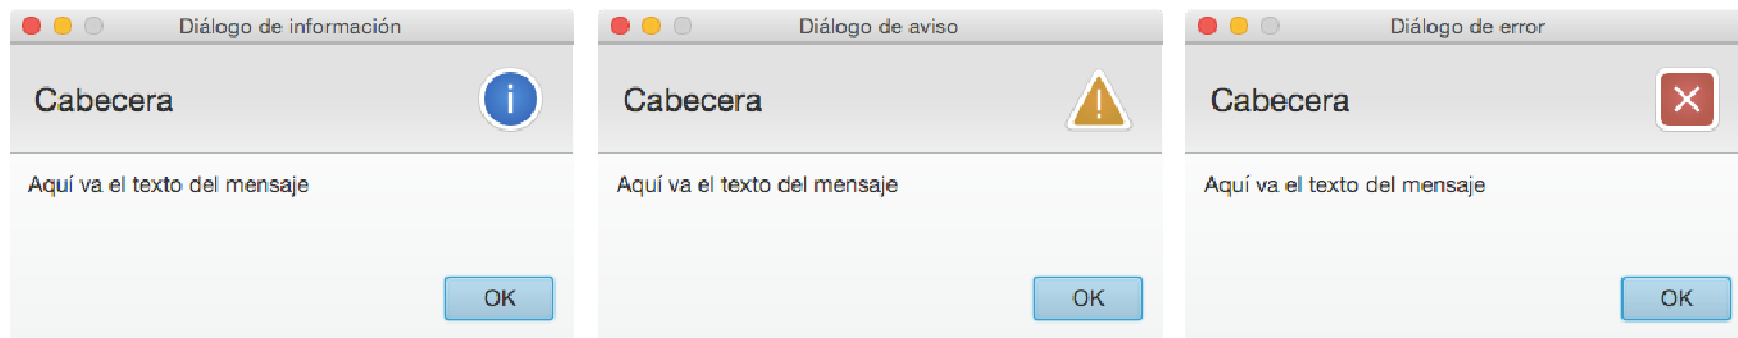 Diálogo de información
Cabecera
i
Aquí va el texto del mensaje
OK
Diálogo de aviso
Cabecera
!
Aquí va el texto del mensaje
OK
Diálogo de error
Cabecera
Aquí va el texto del mensaje
OK